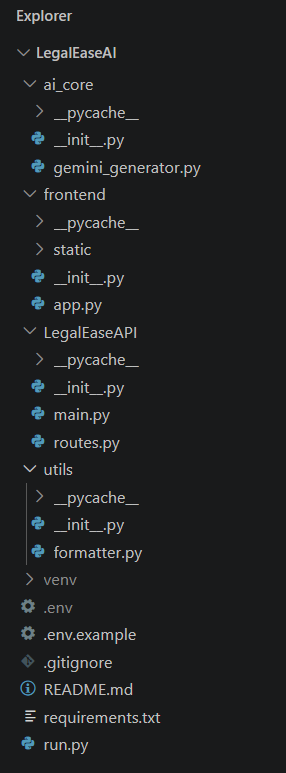 Explorer
LegalEaseAI
ai_core
__pycache__
__init__.py
gemini_generator.py
frontend
__pycache__
static
__init__.py
app.py
LegalEaseAPI
__pycache__
__init__.py
main.py
routes.py
utils
__pycache__
__init__.py
formatter.py
venv
.env
.env.example
.gitignore
README.md
requirements.txt
run.py